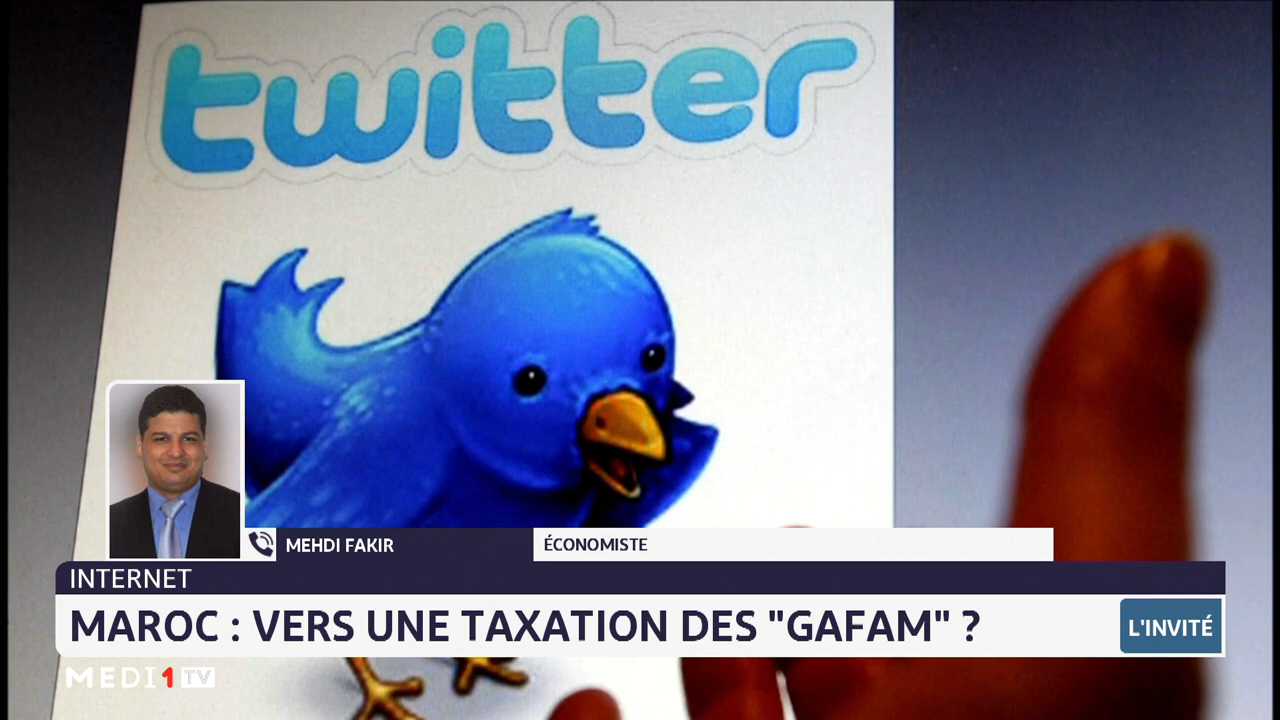 twitter
MEHDI FAKIR
ÉCONOMISTE
INTERNET
MAROC : VERS UNE TAXATION DES "GAFAM" ?
L'INVITÉ
MEDI1TV